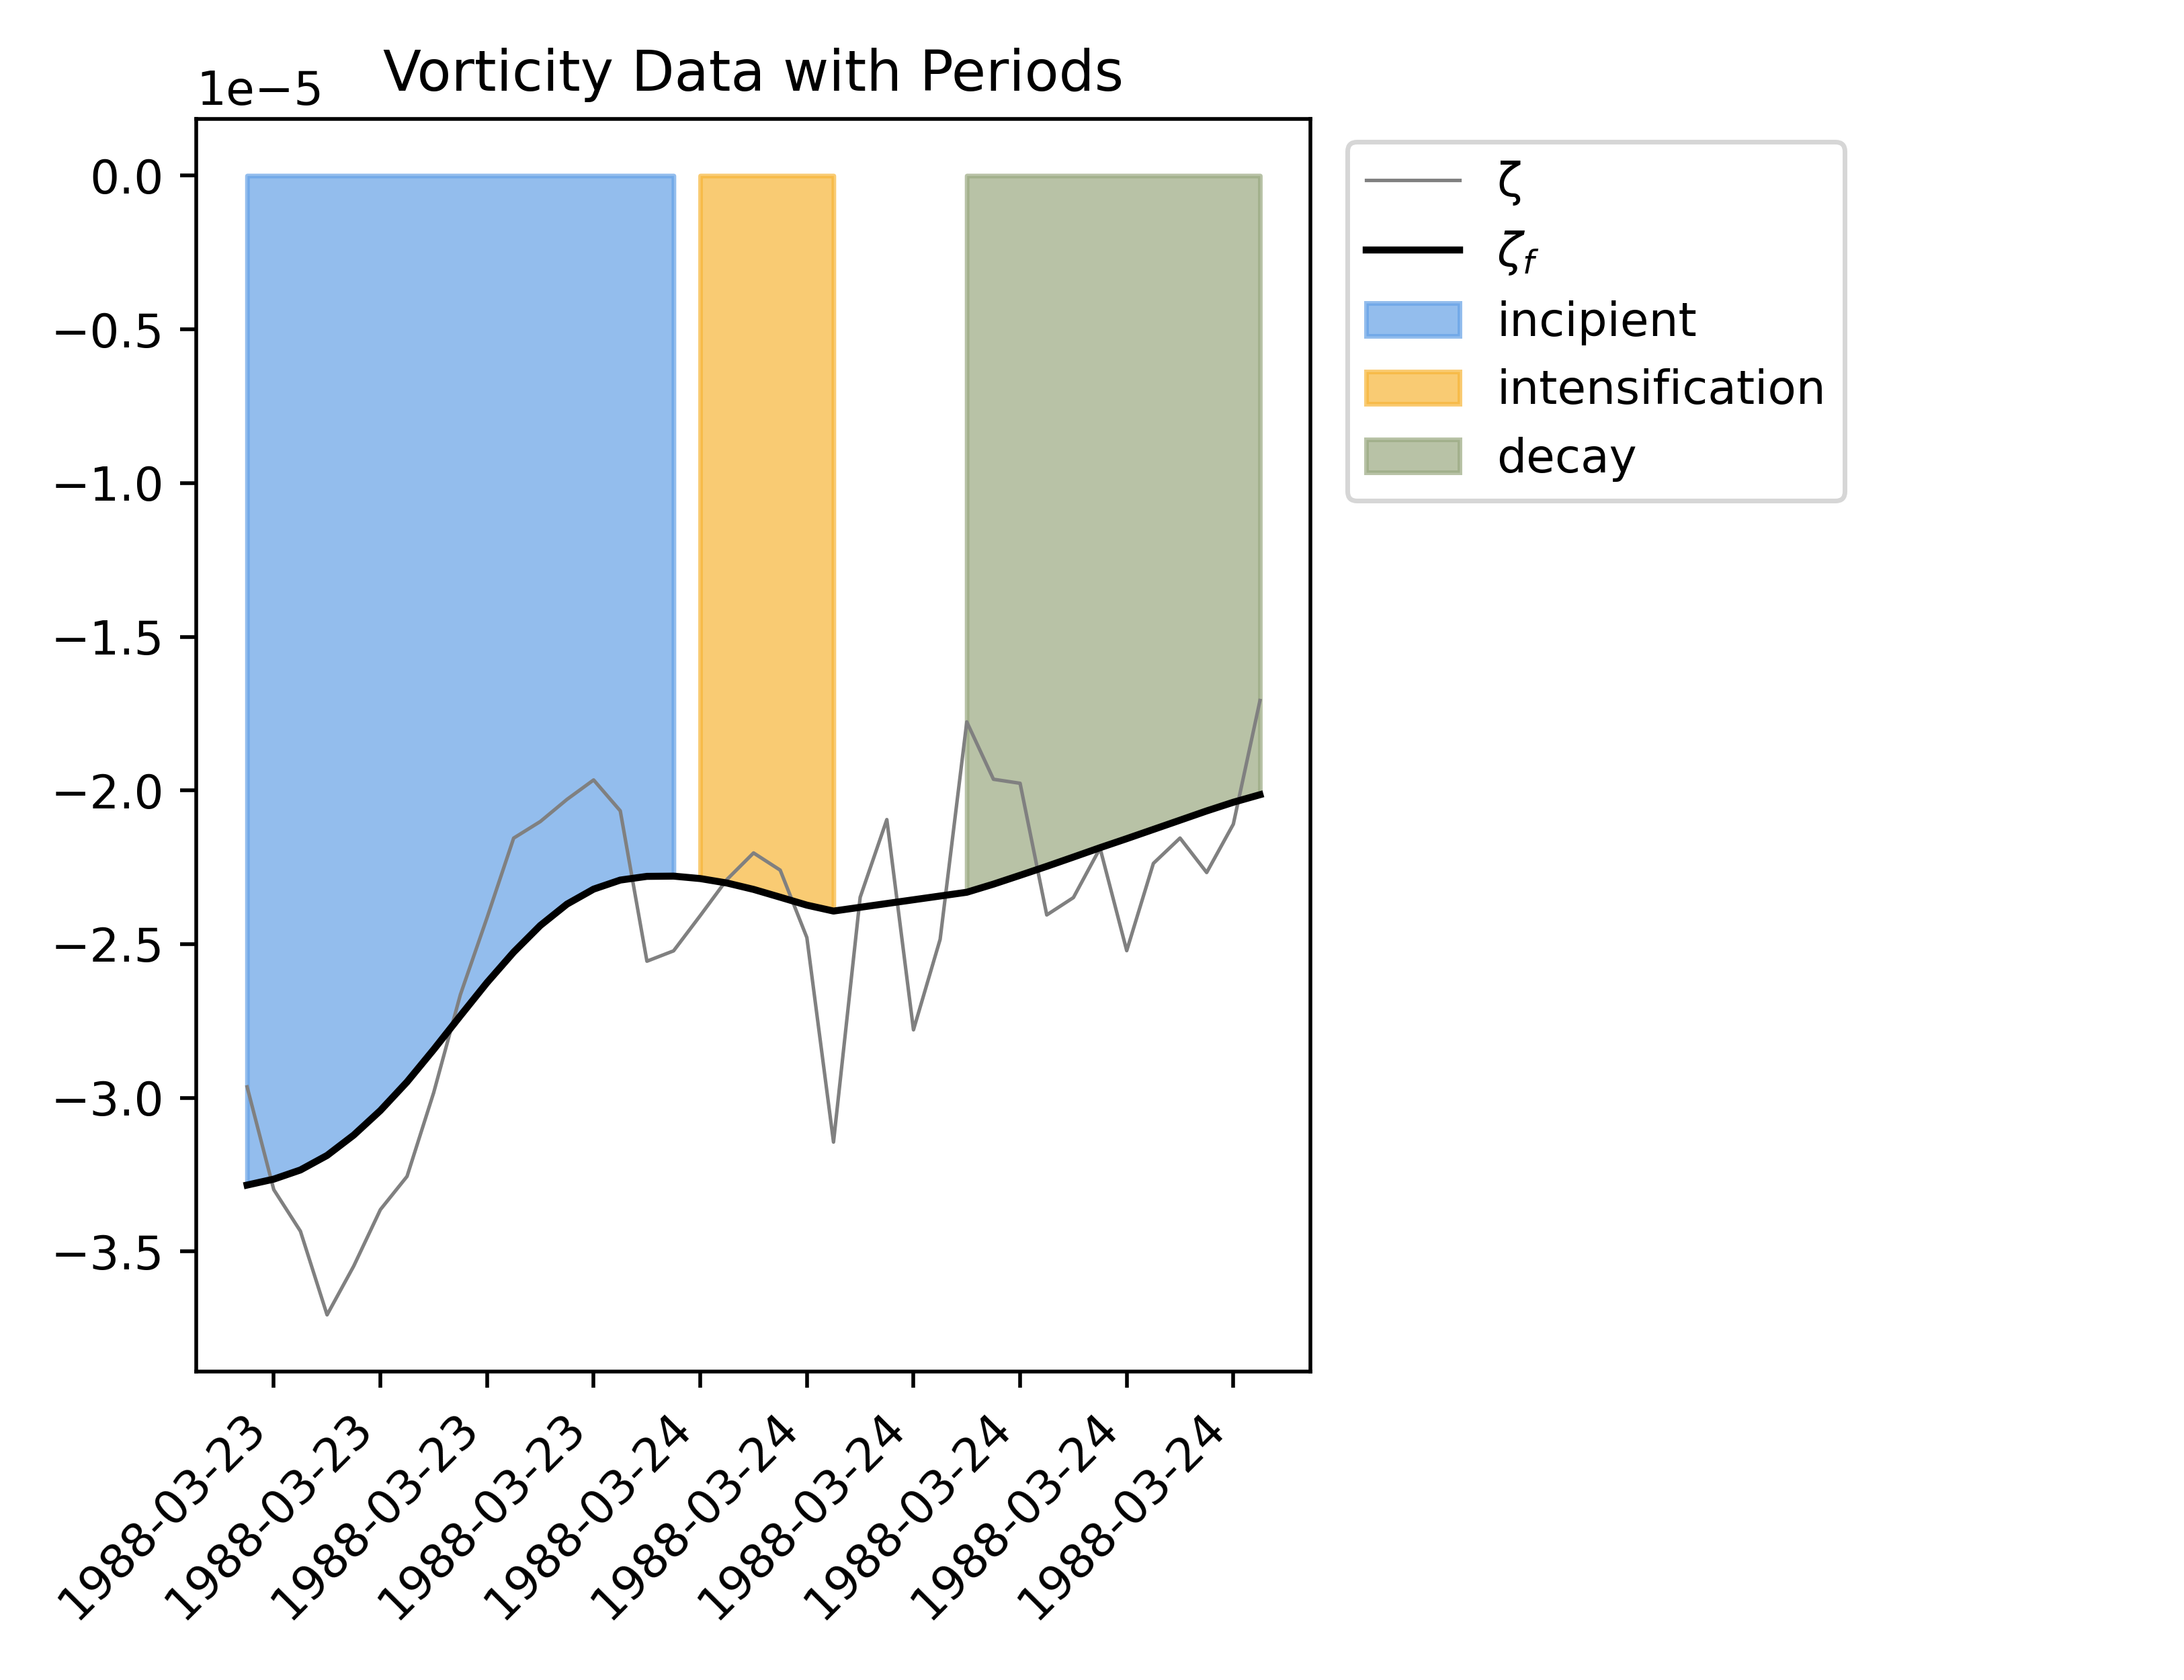 Vorticity Data with Periods
1e−5
0.0
−0.5
−1.0
−1.5
−2.0
−2.5
−3.0
−3.5
1988-03-23
1988-03-23
1988-03-23
1988-03-23
1988-03-24
1988-03-24
1988-03-24
1988-03-24
1988-03-24
1988-03-24
ζ
ζf
incipient
intensification
decay